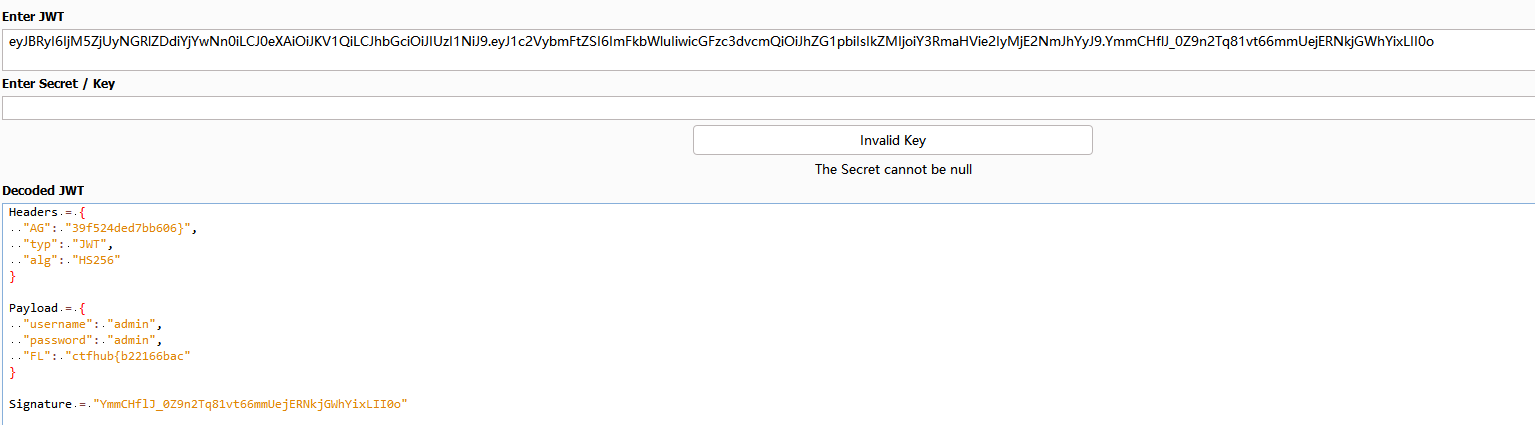 Enter JWT
eyJBRyI6IjM5ZjUyNGRlZDdiYjYwNn0iLCJ0eXAiOiJKV1QiLCJhbGciOiJIUzI1NiJ9.eyJ1c2VybmFtZSI6ImFkbWluIiwicGFzc3dvcmQiOiJhZG1pbiIsIkZMIjoiY3RmaHVie2IyMjE2NmJhYyJ9.YmmCHflJ_0Z9n2Tq81vt66mmUejERNkjGWhYixLII0o
Enter Secret / Key
Invalid Key
The Secret cannot be null
Decoded JWT
Headers = {
"AG": "39f524ded7bb606}",
"typ": "JWT",
"alg": "HS256"
}
Payload = {
"username": "admin",
"password": "admin",
"FL": "ctfhub{b22166bac"
}
Signature = "YmmCHflJ_0Z9n2Tq81vt66mmUejERNkjGWhYixLII0o"